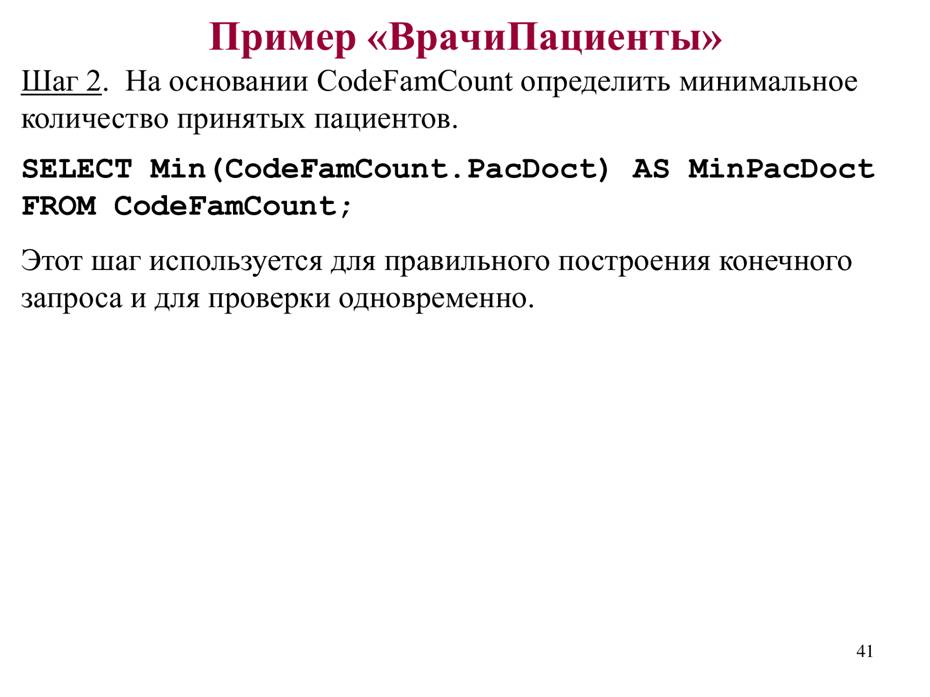 Пример «ВрачиПациенты»
Шаг 2.  На основании CodeFamCount определить минимальное
количество принятых пациентов.
SELECT Min(CodeFamCount.PacDoct) AS MinPacDoct
FROM CodeFamCount;
Этот шаг используется для правильного построения конечного
запроса и для проверки одновременно.
41